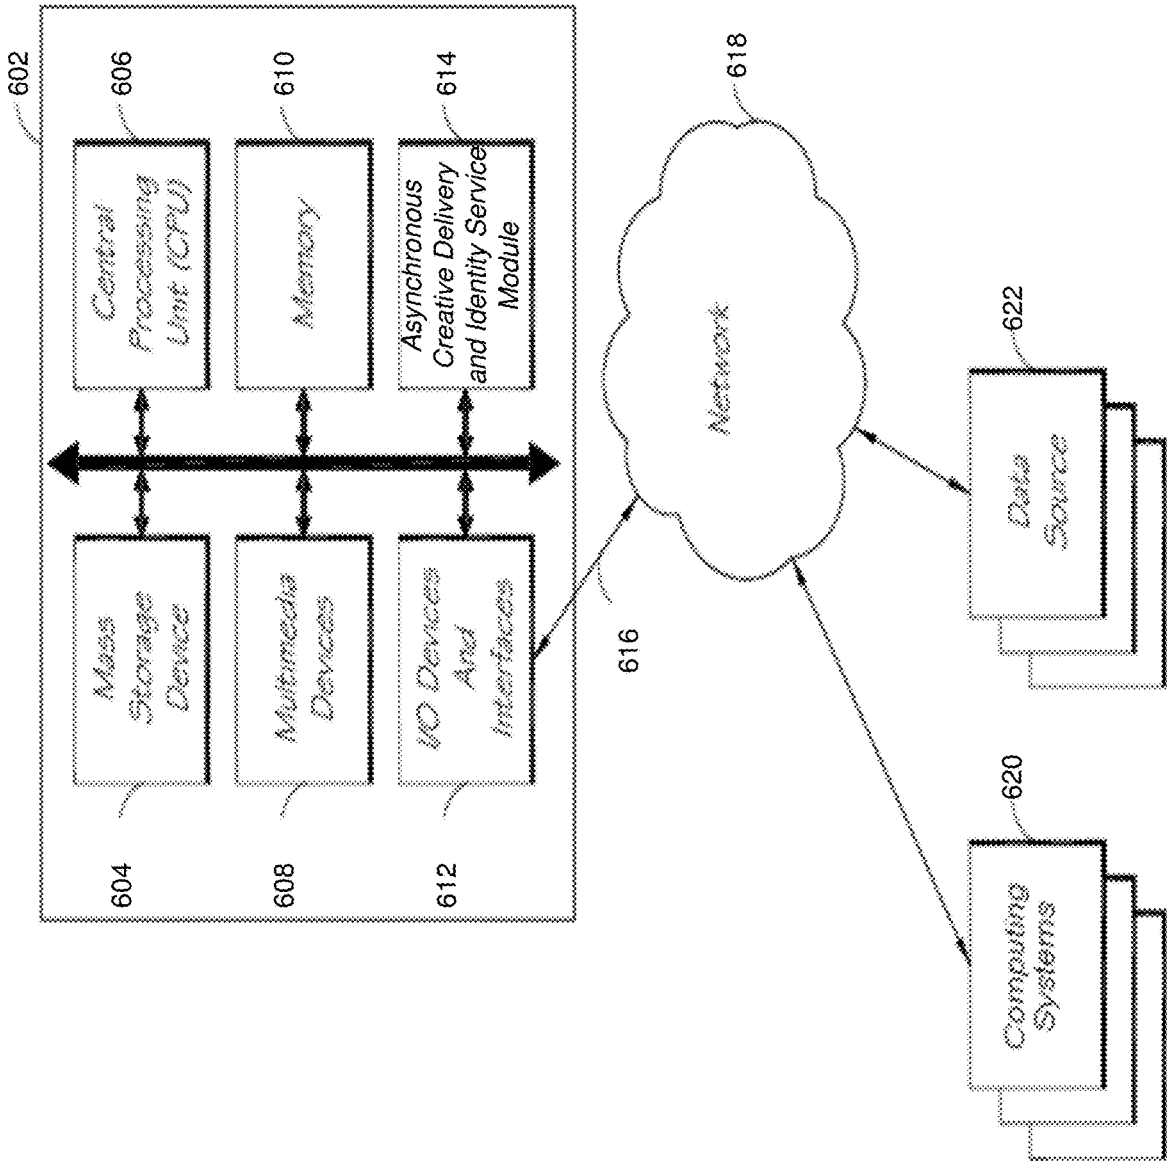 602
604
Mass
Storage
Device
Central
Processing
Unit (CPU)
606
608
Multimedia
Devices
Memory
610
612
I/O Devices
And
Interfaces
Asynchronous
Creative Delivery
and Identity Service
Module
614
616
Network
618
Computing
Systems
620
Data
Source
622